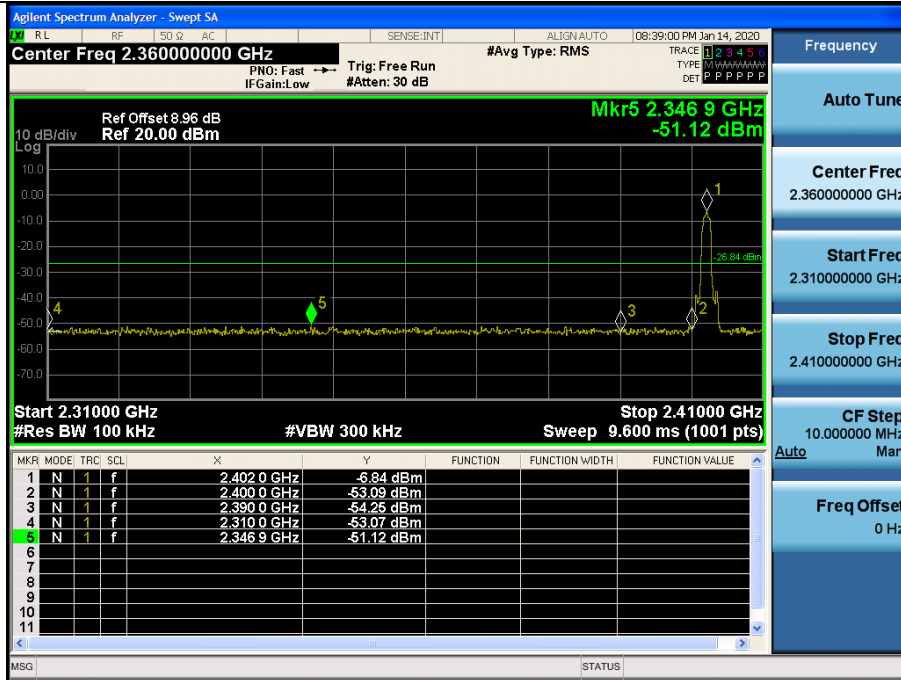 Agilent Spectrum Analyzer - Swept SA
LXI RL RF 50 Ω AC SENSE:INT ALIGN AUTO 08:39:00 PM Jan 14, 2020
Center Freq 2.360000000 GHz #Avg Type: RMS TRACE 1 2 3 4 5 6
PNO: Fast Trig: Free Run TYPE M WWWWW
IFGain:Low #Atten: 30 dB DET P P P P P P
Mkr5 2.346 9 GHz
-51.12 dBm
Ref Offset 8.96 dB
10 dB/div Ref 20.00 dBm
Log
10.0
0.00
-10.0
-20.0
-30.0
-40.0
-50.0
-60.0
-70.0
1
-26.84 dBm
4
5
3
2
Start 2.31000 GHz Stop 2.41000 GHz
#Res BW 100 kHz #VBW 300 kHz Sweep 9.600 ms (1001 pts)
MKR MODE TRC SCL X Y FUNCTION FUNCTION WIDTH FUNCTION VALUE
1 N 1 f 2.402 0 GHz -6.84 dBm
2 N 1 f 2.400 0 GHz -53.09 dBm
3 N 1 f 2.390 0 GHz -54.25 dBm
4 N 1 f 2.310 0 GHz -53.07 dBm
5 N 1 f 2.346 9 GHz -51.12 dBm
6
7
8
9
10
11
MSG STATUS
Frequency
Auto Tune
Center Freq
2.360000000 GHz
Start Freq
2.310000000 GHz
Stop Freq
2.410000000 GHz
CF Step
10.000000 MHz
Auto Man
Freq Offset
0 Hz